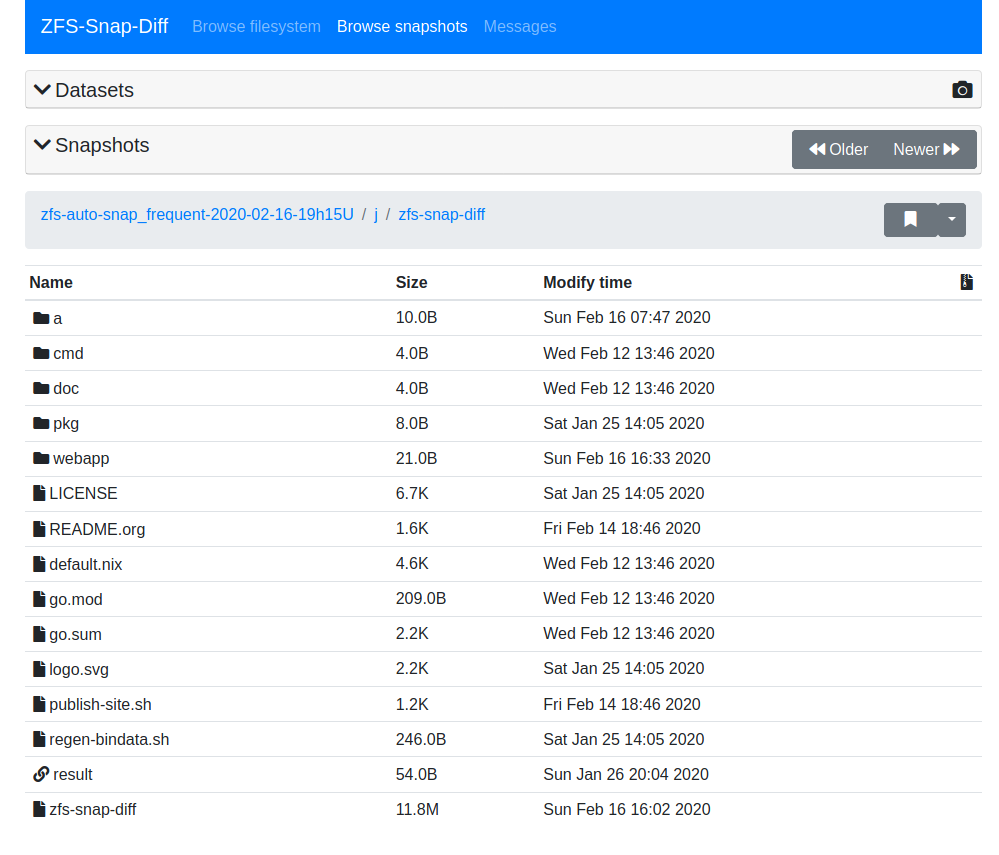 ZFS-Snap-Diff Browse filesystem Browse snapshots Messages
Datasets
Snapshots Older Newer
zfs-auto-snap_frequent-2020-02-16-19h15U / j / zfs-snap-diff
Name Size Modify time
a 10.0B Sun Feb 16 07:47 2020
cmd 4.0B Wed Feb 12 13:46 2020
doc 4.0B Wed Feb 12 13:46 2020
pkg 8.0B Sat Jan 25 14:05 2020
webapp 21.0B Sun Feb 16 16:33 2020
LICENSE 6.7K Sat Jan 25 14:05 2020
README.org 1.6K Fri Feb 14 18:46 2020
default.nix 4.6K Wed Feb 12 13:46 2020
go.mod 209.0B Wed Feb 12 13:46 2020
go.sum 2.2K Wed Feb 12 13:46 2020
logo.svg 2.2K Sat Jan 25 14:05 2020
publish-site.sh 1.2K Fri Feb 14 18:46 2020
regen-bindata.sh 246.0B Sat Jan 25 14:05 2020
result 54.0B Sun Jan 26 20:04 2020
zfs-snap-diff 11.8M Sun Feb 16 16:02 2020